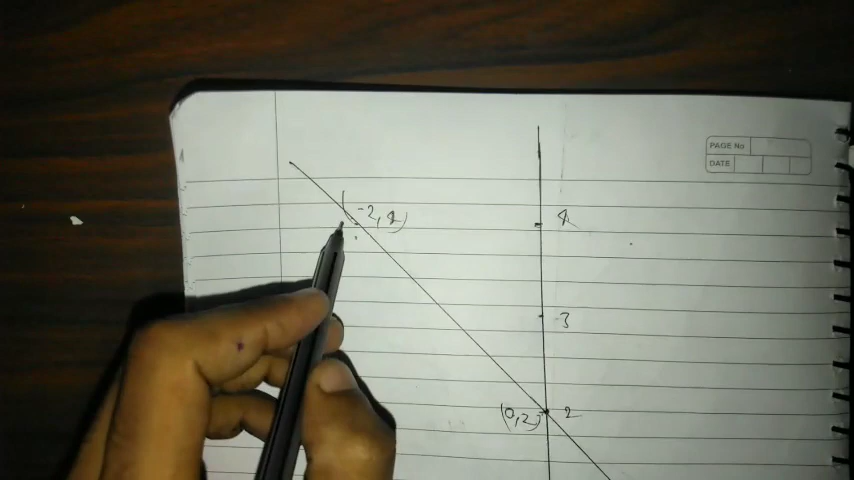 PAGE No
DATE
(-2, 4)
4
3
(0, 2)
2